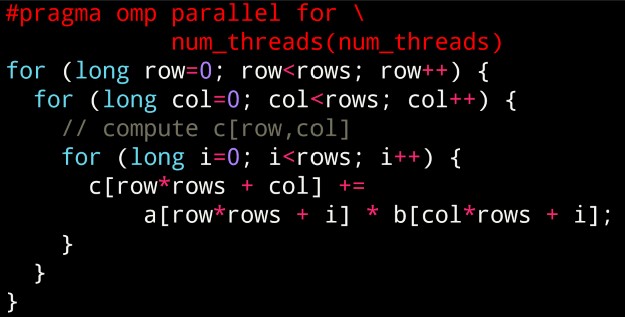 #pragma omp parallel for \
            num_threads(num_threads)
for (long row=0; row<rows; row++) {
  for (long col=0; col<rows; col++) {
    // compute c[row,col]
    for (long i=0; i<rows; i++) {
      c[row*rows + col] +=
          a[row*rows + i] * b[col*rows + i];
    }
  }
}